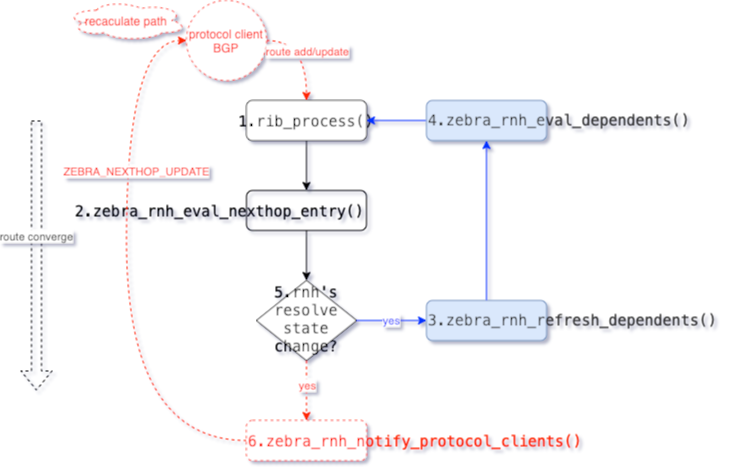 recaculate path
protocol client
BGP
route add/update
1.rib_process()
4.zebra_rnh_eval_dependents()
ZEBRA_NEXTHOP_UPDATE
2.zebra_rnh_eval_nexthop_entry()
route converge
5.rnh's
resolve
state
change?
yes
3.zebra_rnh_refresh_dependents()
yes
6.zebra_rnh_notify_protocol_clients()